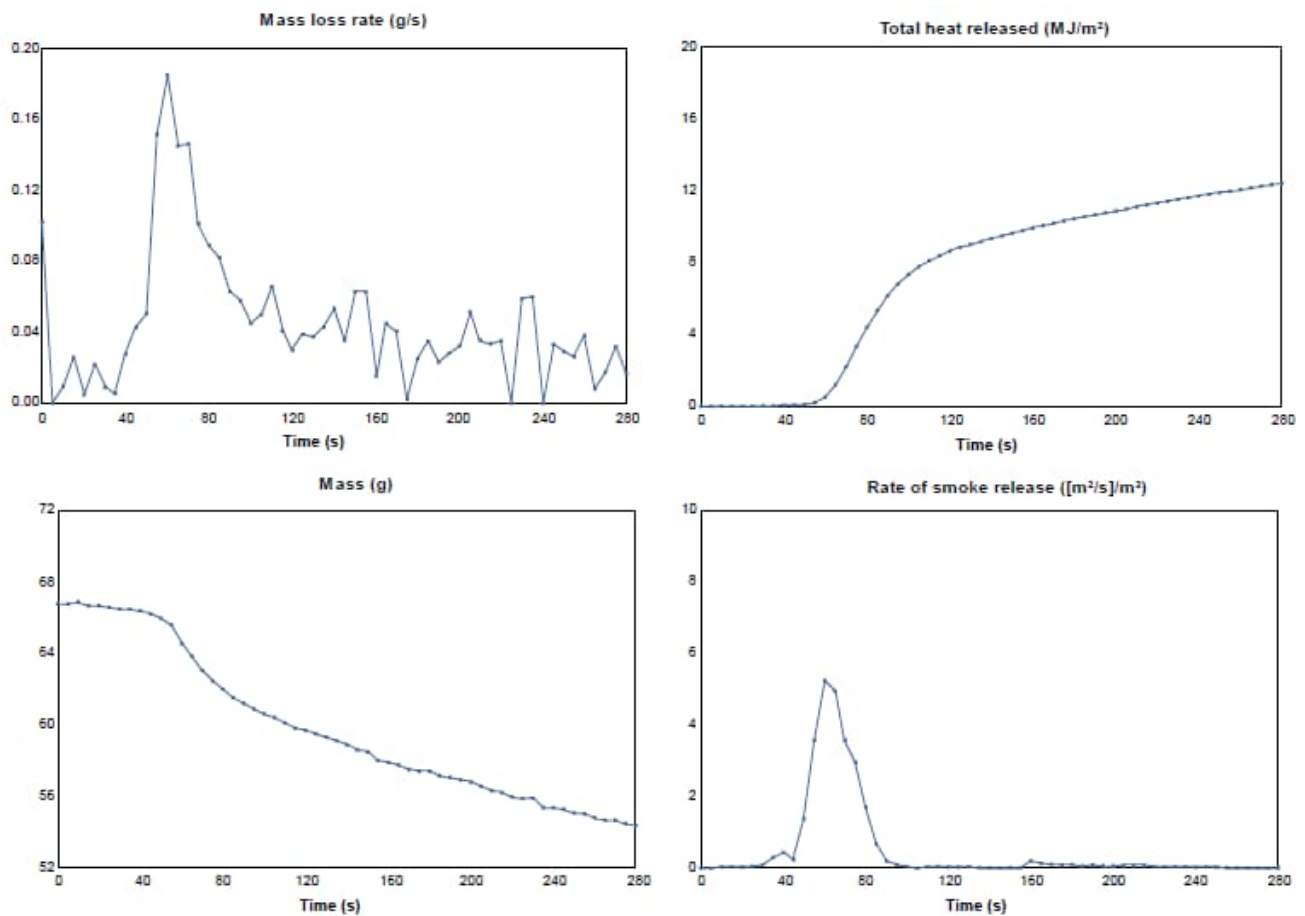 Mass loss rate (g/s)
0.20
0.16
0.12
0.08
0.04
0.00
0 40 80 120 160 200 240 280
Time (s)
Total heat released (MJ/m²)
20
16
12
8
4
0
0 40 80 120 160 200 240 280
Time (s)
Mass (g)
72
68
64
60
56
52
0 40 80 120 160 200 240 280
Time (s)
Rate of smoke release ([m²/s]/m²)
10
8
6
4
2
0
0 40 80 120 160 200 240 280
Time (s)